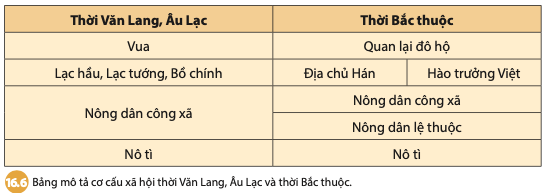 Thời Văn Lang, Âu Lạc Thời Bắc thuộc
Vua Quan lại đô hộ
Lạc hầu, Lạc tướng, Bồ chính Địa chủ Hán Hào trưởng Việt
Nông dân công xã Nông dân công xã
Nông dân lệ thuộc
Nô tì Nô tì
16.6 Bảng mô tả cơ cấu xã hội thời Văn Lang, Âu Lạc và thời Bắc thuộc.